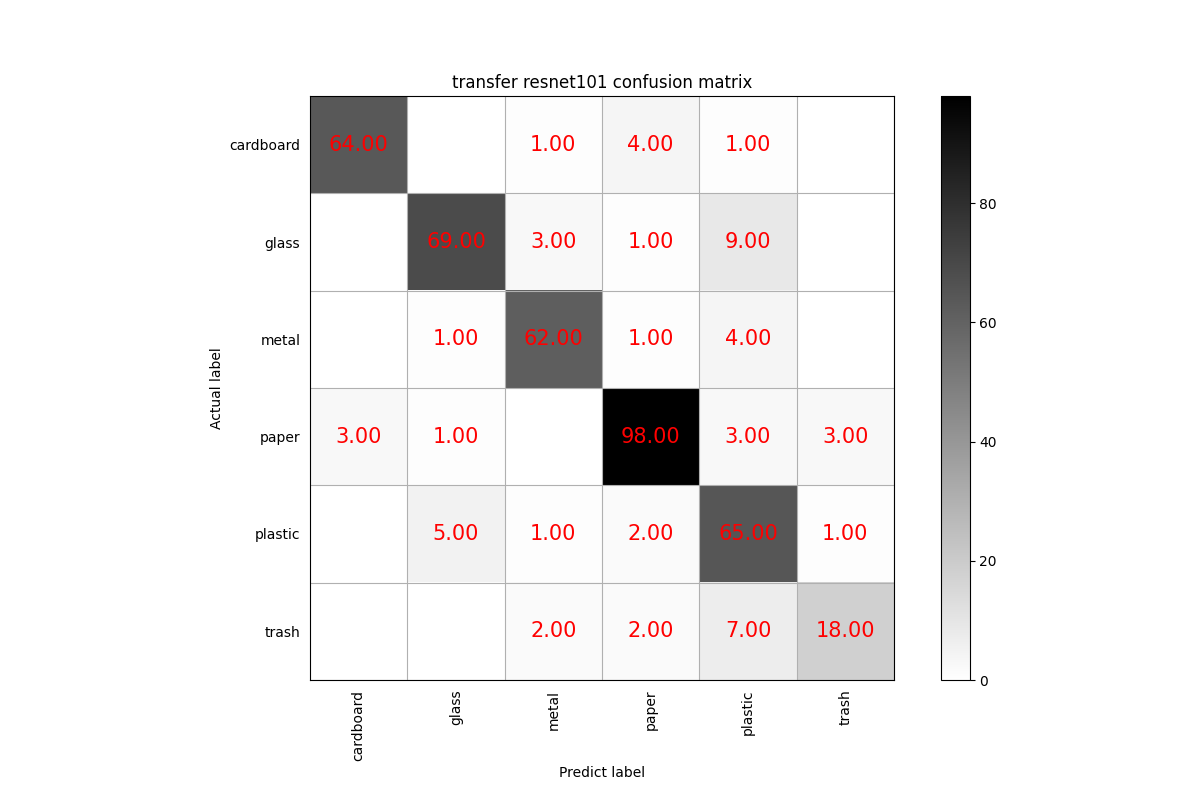 transfer resnet101 confusion matrix
cardboard 64.00 1.00 4.00 1.00
glass 69.00 3.00 1.00 9.00
metal 1.00 62.00 1.00 4.00
paper 3.00 1.00 98.00 3.00 3.00
plastic 5.00 1.00 2.00 65.00 1.00
trash 2.00 2.00 7.00 18.00
Actual label
cardboard glass metal paper plastic trash
Predict label
80
60
40
20
0